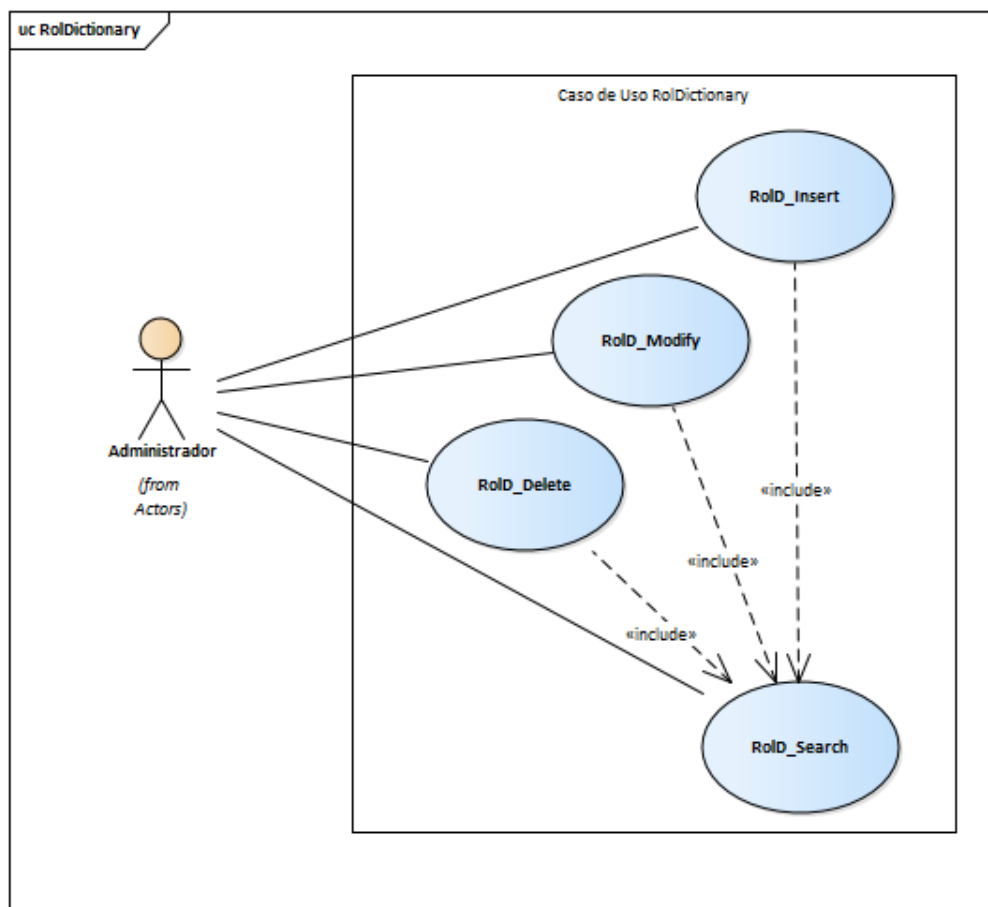 uc RolDictionary
Caso de Uso RolDictionary
RolD_Insert
RolD_Modify
Administrador
(from
Actors)
RolD_Delete
«include»
«include»
«include»
RolD_Search